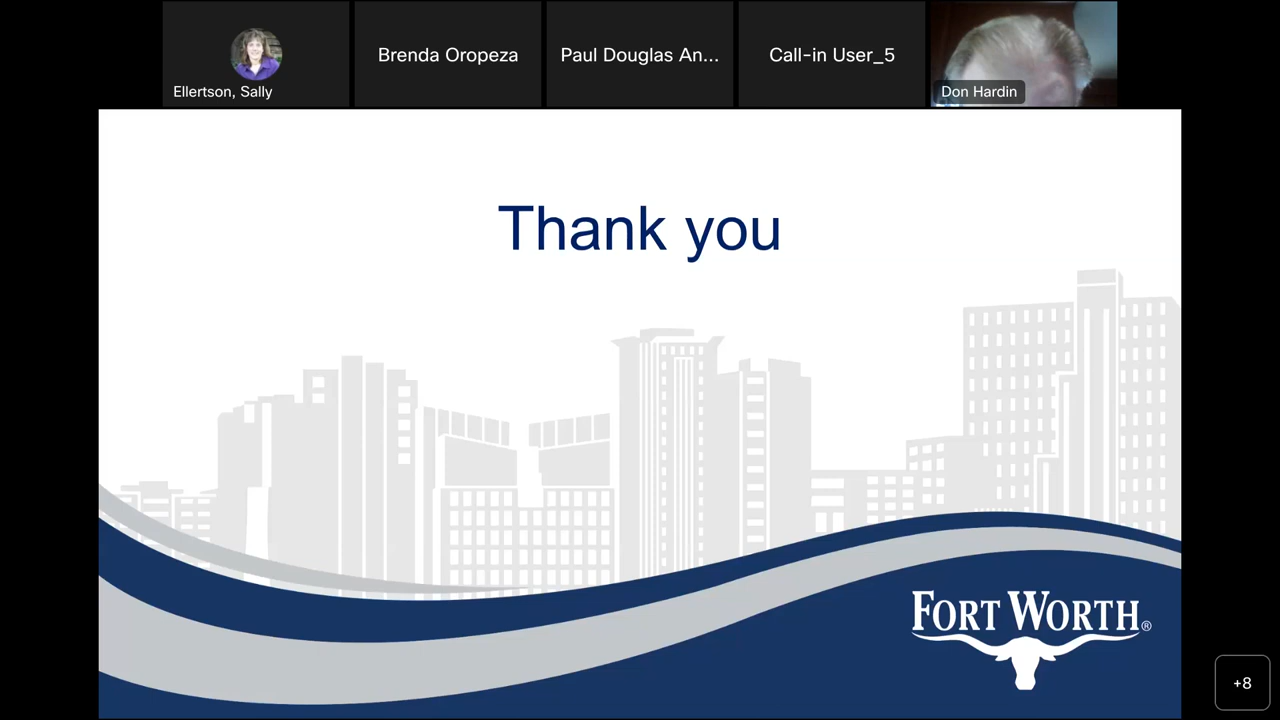 Ellertson, Sally
Brenda Oropeza
Paul Douglas An...
Call-in User_5
Don Hardin
Thank you
FORT WORTH®
+8